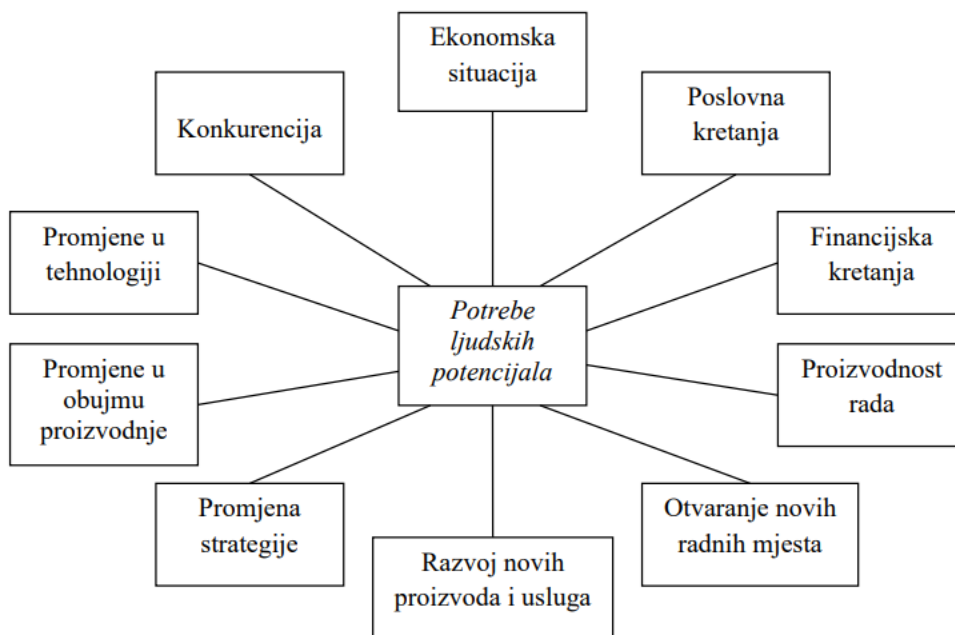 Ekonomska
situacija
Konkurencija
Poslovna
kretanja
Promjene u
tehnologiji
Financijska
kretanja
Potrebe
ljudskih
potencijala
Promjene u
obujmu
proizvodnje
Proizvodnost
rada
Promjena
strategije
Otvaranje novih
radnih mjesta
Razvoj novih
proizvoda i usluga